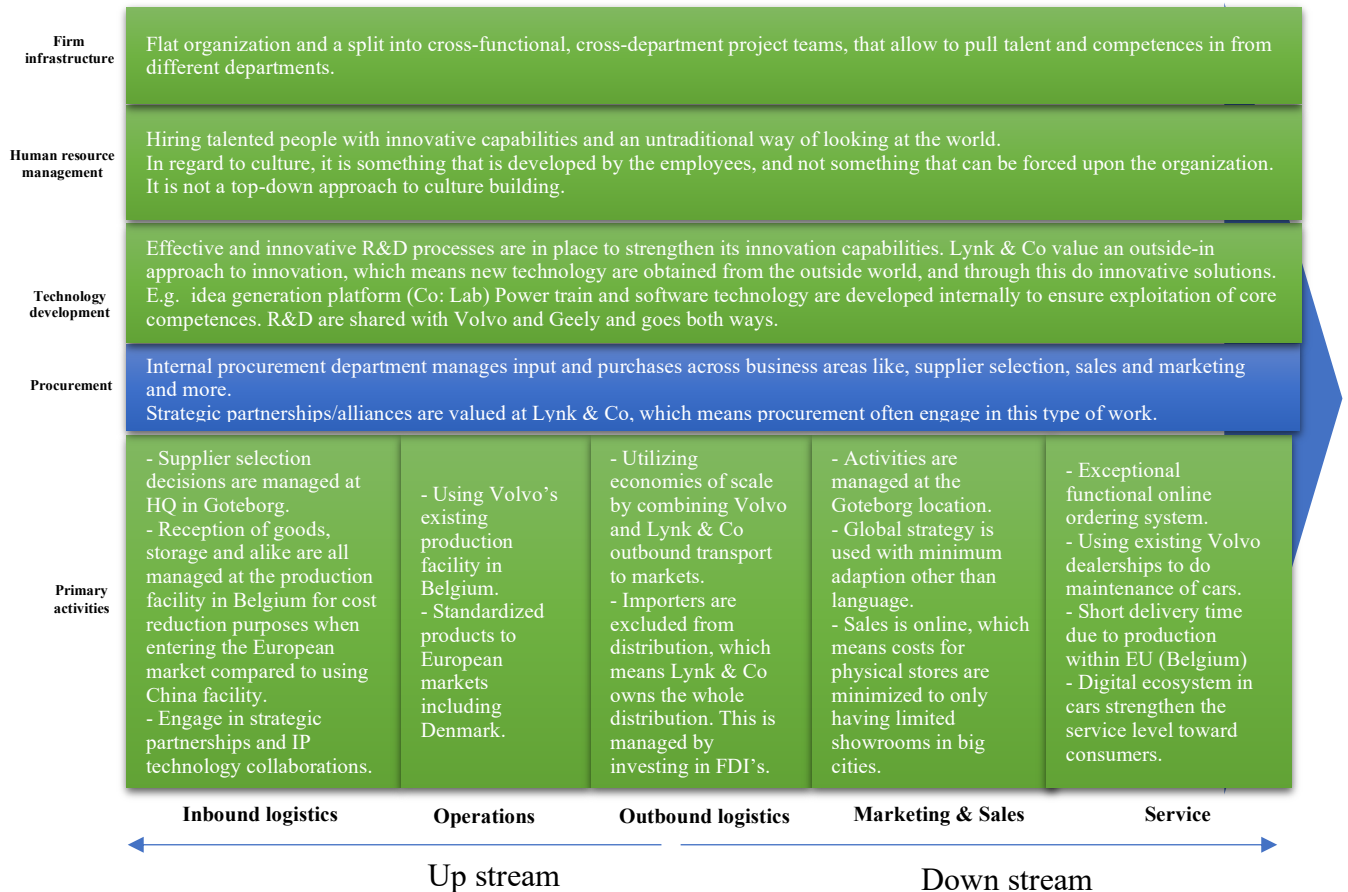 Firm
infrastructure
Flat organization and a split into cross-functional, cross-department project teams, that allow to pull talent and competences in from
different departments.
Human resource
management
Hiring talented people with innovative capabilities and an untraditional way of looking at the world.
In regard to culture, it is something that is developed by the employees, and not something that can be forced upon the organization.
It is not a top-down approach to culture building.
Technology
development
Effective and innovative R&D processes are in place to strengthen its innovation capabilities. Lynk & Co value an outside-in
approach to innovation, which means new technology are obtained from the outside world, and through this do innovative solutions.
E.g. idea generation platform (Co: Lab) Power train and software technology are developed internally to ensure exploitation of core
competences. R&D are shared with Volvo and Geely and goes both ways.
Procurement
Internal procurement department manages input and purchases across business areas like, supplier selection, sales and marketing
and more.
Strategic partnerships/alliances are valued at Lynk & Co, which means procurement often engage in this type of work.
Primary
activities
- Supplier selection
decisions are managed at
HQ in Goteborg.
- Reception of goods,
storage and alike are all
managed at the production
facility in Belgium for cost
reduction purposes when
entering the European
market compared to using
China facility.
- Engage in strategic
partnerships and IP
technology collaborations.
- Using Volvo's
existing
production
facility in
Belgium.
- Standardized
products to
European
markets
including
Denmark.
- Utilizing
economies of scale
by combining Volvo
and Lynk & Co
outbound transport
to markets.
- Importers are
excluded from
distribution, which
means Lynk & Co
owns the whole
distribution. This is
managed by
investing in FDI's.
- Activities are
managed at the
Goteborg location.
- Global strategy is
used with minimum
adaption other than
language.
- Sales is online, which
means costs for
physical stores are
minimized to only
having limited
showrooms in big
cities.
- Exceptional
functional online
ordering system.
- Using existing Volvo
dealerships to do
maintenance of cars.
- Short delivery time
due to production
within EU (Belgium)
- Digital ecosystem in
cars strengthen the
service level toward
consumers.
Inbound logistics
Operations
Outbound logistics
Marketing & Sales
Service
Up stream
Down stream